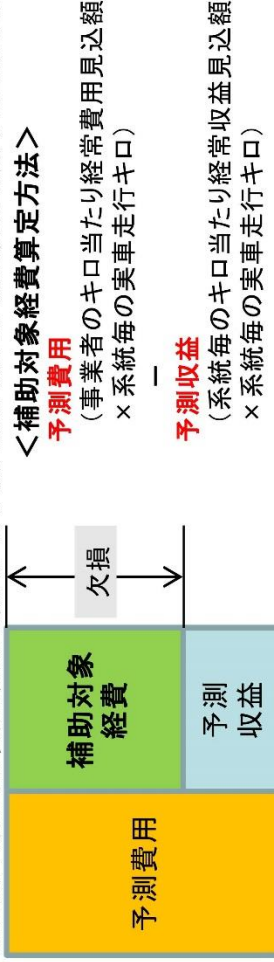 予測費用
補助対象
経費
予測
収益
欠損
＜補助対象経費算定方法＞
予測費用
（事業者のキロ当たり経常費用見込額
×系統毎の実車走行キロ）
－
予測収益
（系統毎のキロ当たり経常収益見込額
×系統毎の実車走行キロ）